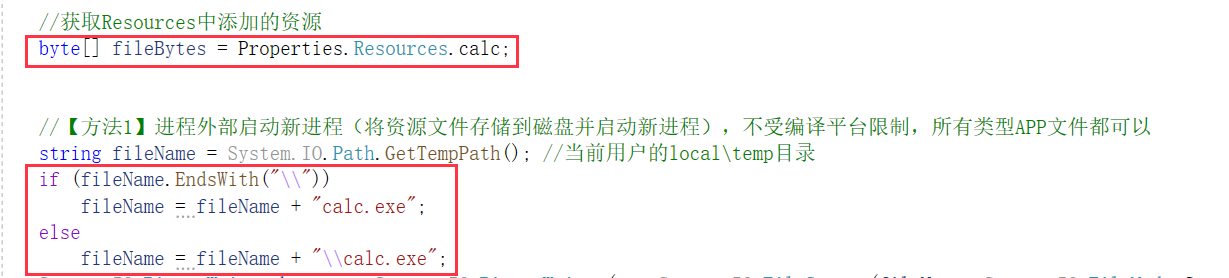 //获取Resources中添加的资源
byte[] fileBytes = Properties.Resources.calc;
//【方法1】进程外部启动新进程（将资源文件存储到磁盘并启动新进程），不受编译平台限制，所有类型APP文件都可以
string fileName = System.IO.Path.GetTempPath(); //当前用户的local\temp目录
if (fileName.EndsWith("\\"))
fileName = fileName + "calc.exe";
else
fileName = fileName + "\\calc.exe";